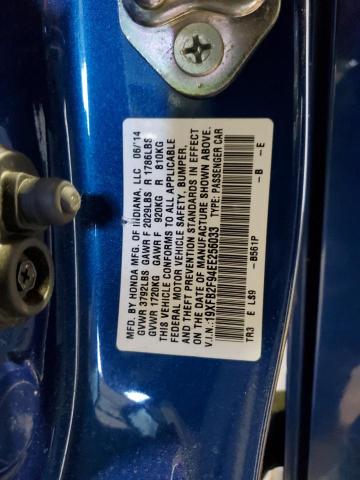 MFD. BY HONDA MFG. OF INDIANA, LLC 06/14
GVWR 3792LBS GAWR F 2029LBS R 1786LBS
GVWR 1720KG GAWR F 920KG R 810KG
THIS VEHICLE CONFORMS TO ALL APPLICABLE
FEDERAL MOTOR VEHICLE SAFETY, BUMPER,
AND THEFT PREVENTION STANDARDS IN EFFECT
ON THE DATE OF MANUFACTURE SHOWN ABOVE.
V.I.N.: 19XFB2F94EE256033 TYPE: PASSENGER CAR
TR3 E LS9 -B561P -B -E